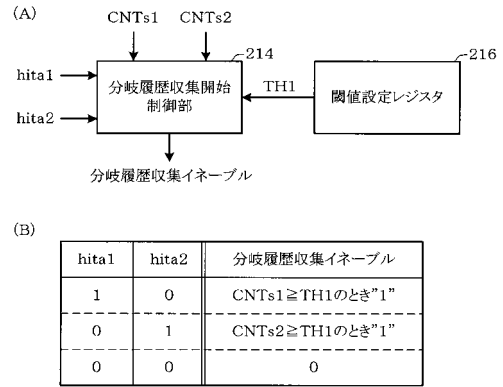 (A)
CNTs1 CNTs2
214
216
hita1
分岐履歴収集開始
制御部
TH1
閾値設定レジスタ
hita2
分岐履歴収集イネーブル
(B)
hita1 hita2 分岐履歴収集イネーブル
1 0 CNTs1≧TH1のとき"1"
0 1 CNTs2≧TH1のとき"1"
0 0 0